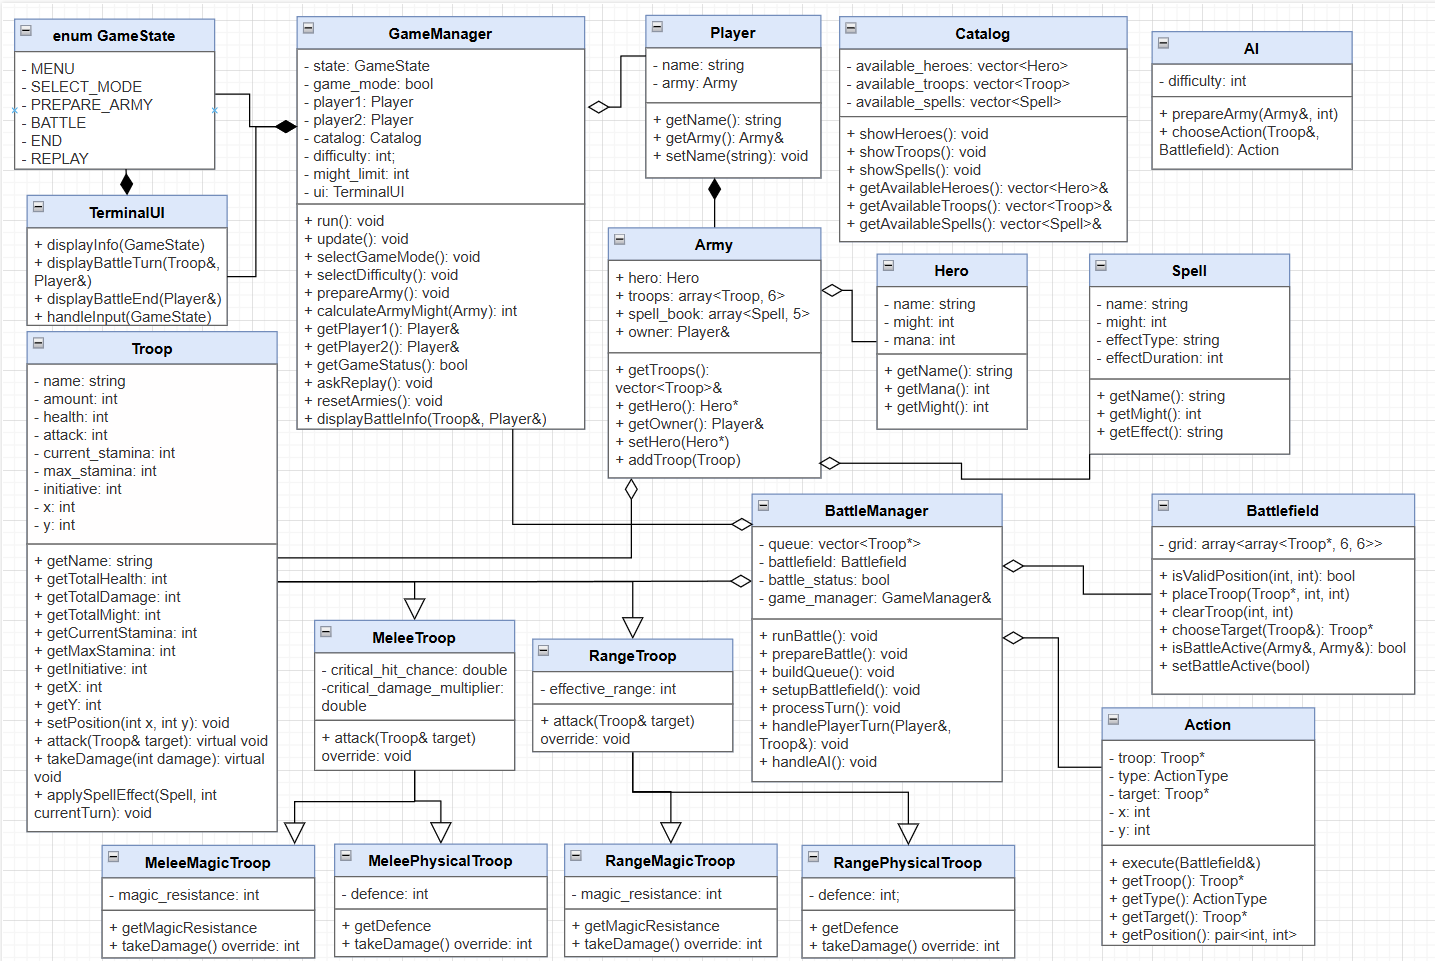 enum GameState
- MENU
- SELECT_MODE
- PREPARE_ARMY
- BATTLE
- END
- REPLAY
TerminalUI
+ displayInfo(GameState)
+ displayBattleTurn(Troop&,
Player&)
+ displayBattleEnd(Player&)
+ handleInput(GameState)
GameManager
- state: GameState
- game_mode: bool
- player1: Player
- player2: Player
- catalog: Catalog
- difficulty: int;
- might_limit: int
- ui: TerminalUI
+ run(): void
+ update(): void
+ selectGameMode(): void
+ selectDifficulty(): void
+ prepareArmy(): void
+ calculateArmyMight(Army): int
+ getPlayer1(): Player&
+ getPlayer2(): Player&
+ getGameStatus(): bool
+ askReplay(): void
+ resetArmies(): void
+ displayBattleInfo(Troop&, Player&)
Player
- name: string
- army: Army
+ getName(): string
+ getArmy(): Army&
+ setName(string): void
Catalog
- available_heroes: vector<Hero>
- available_troops: vector<Troop>
- available_spells: vector<Spell>
+ showHeroes(): void
+ showTroops(): void
+ showSpells(): void
+ getAvailableHeroes(): vector<Hero>&
+ getAvailableTroops(): vector<Troop>&
+ getAvailableSpells(): vector<Spell>&
AI
- difficulty: int
+ prepareArmy(Army&, int)
+ chooseAction(Troop&,
Battlefield): Action
Army
+ hero: Hero
+ troops: array<Troop, 6>
+ spell_book: array<Spell, 5>
+ owner: Player&
+ getTroops():
vector<Troop>&
+ getHero(): Hero*
+ getOwner(): Player&
+ setHero(Hero*)
+ addTroop(Troop)
Hero
- name: string
- might: int
- mana: int
+ getName(): string
+ getMana(): int
+ getMight(): int
Spell
- name: string
- might: int
- effectType: string
- effectDuration: int
+ getName(): string
+ getMight(): int
+ getEffect(): string
Troop
- name: string
- amount: int
- health: int
- attack: int
- current_stamina: int
- max_stamina: int
- initiative: int
- x: int
- y: int
+ getName: string
+ getTotalHealth: int
+ getTotalDamage: int
+ getTotalMight: int
+ getCurrentStamina: int
+ getMaxStamina: int
+ getInitiative: int
+ getX: int
+ getY: int
+ setPosition(int x, int y): void
+ attack(Troop& target): virtual void
+ takeDamage(int damage): virtual
void
+ applySpellEffect(Spell, int
currentTurn): void
BattleManager
- queue: vector<Troop*>
- battlefield: Battlefield
- battle_status: bool
- game_manager: GameManager&
+ runBattle(): void
+ prepareBattle(): void
+ buildQueue(): void
+ setupBattlefield(): void
+ processTurn(): void
+ handlePlayerTurn(Player&,
Troop&): void
+ handleAI(): void
Battlefield
- grid: array<array<Troop*, 6, 6>>
+ isValidPosition(int, int): bool
+ placeTroop(Troop*, int, int)
+ clearTroop(int, int)
+ chooseTarget(Troop&): Troop*
+ isBattleActive(Army&, Army&): bool
+ setBattleActive(bool)
MeleeTroop
- critical_hit_chance: double
-critical_damage_multiplier:
double
+ attack(Troop& target)
override: void
RangeTroop
- effective_range: int
+ attack(Troop& target)
override: void
Action
- troop: Troop*
- type: ActionType
- target: Troop*
- x: int
- y: int
+ execute(Battlefield&)
+ getTroop(): Troop*
+ getType(): ActionType
+ getTarget(): Troop*
+ getPosition(): pair<int, int>
MeleeMagicTroop
- magic_resistance: int
+ getMagicResistance
+ takeDamage() override: int
MeleePhysicalTroop
- defence: int
+ getDefence
+ takeDamage() override: int
RangeMagicTroop
- magic_resistance: int
+ getMagicResistance
+ takeDamage() override: int
RangePhysicalTroop
- defence: int;
+ getDefence
+ takeDamage() override: int